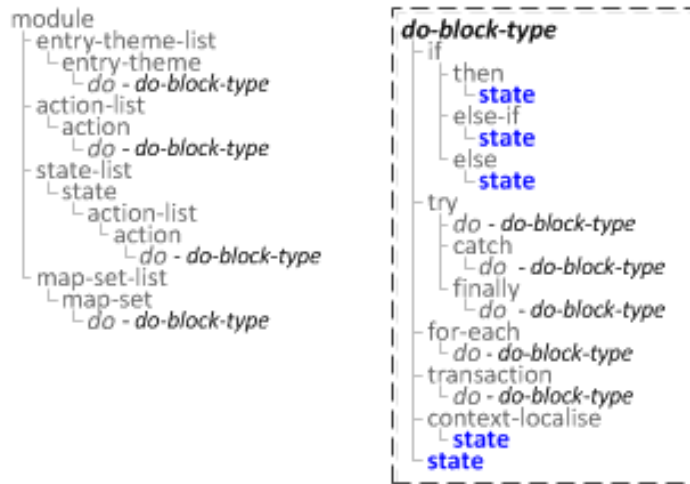 module
entry-theme-list
entry-theme
do - do-block-type
action-list
action
do - do-block-type
state-list
state
action-list
action
do - do-block-type
map-set-list
map-set
do - do-block-type
do-block-type
if
then
state
else-if
state
else
state
try
do - do-block-type
catch
do - do-block-type
finally
do - do-block-type
for-each
do - do-block-type
transaction
do - do-block-type
context-localise
state
state